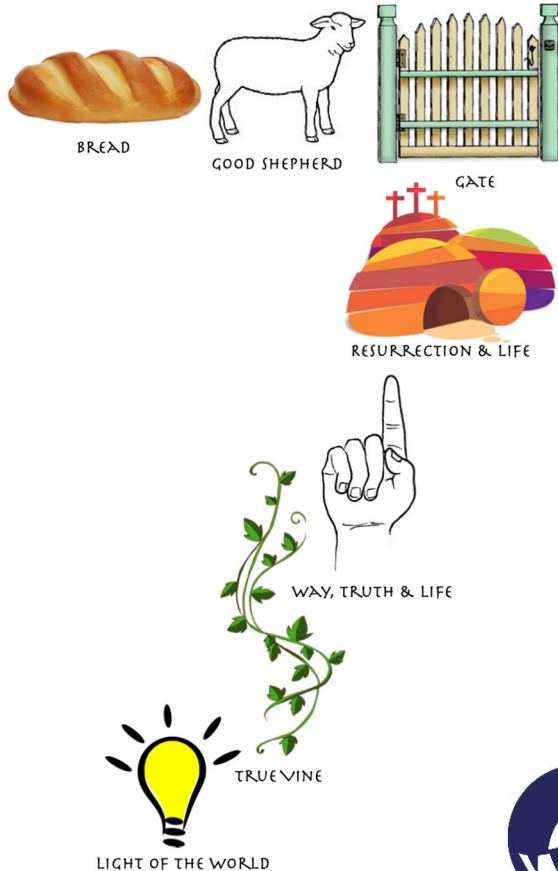 BREAD
GOOD SHEPHERD
GATE
RESURRECTION & LIFE
WAY, TRUTH & LIFE
TRUE VINE
LIGHT OF THE WORLD